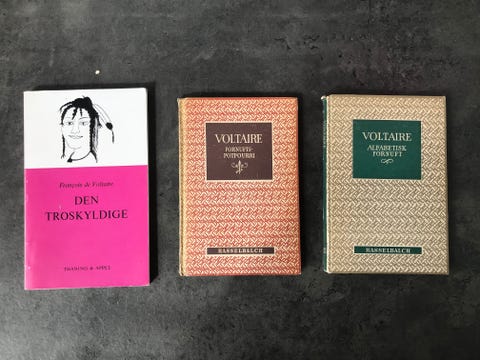 François de Voltaire
DEN
TROSKYLDIGE
THANING & APPEL
VOLTAIRE
FORNUFTS-
POTPOURRI
HASSELBALCH
VOLTAIRE
ALFABETISK
FORNUFT
HASSELBALCH